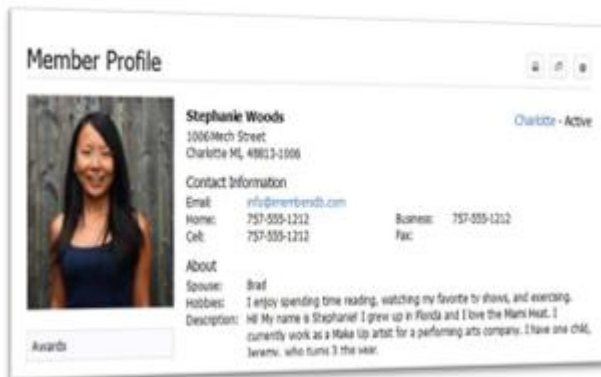 Member Profile
Stephanie Woods
Charlotte - Active
1006 Mech Street
Charlotte MI, 48813-1006
Contact Information
Email: info@membersdb.com
Home: 757-555-1212 Business: 757-555-1212
Cell: 757-555-1212 Fax:
About
Spouse: Brad
Hobbies: I enjoy spending time reading, watching my favorite tv shows, and exercising.
Description: Hi! My name is Stephanie! I grew up in Florida and I love the Miami Heat. I
currently work as a Make Up artist for a performing arts company. I have one child,
Jeremy, who turns 3 the year.
Awards